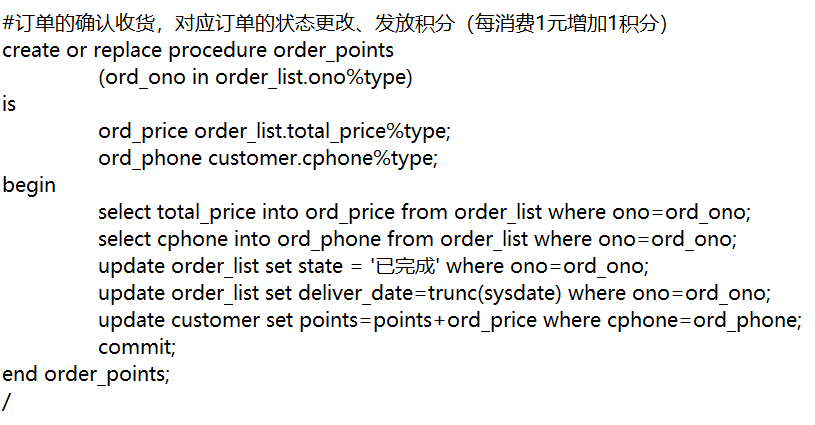 #订单的确认收货，对应订单的状态更改、发放积分（每消费1元增加1积分）
create or replace procedure order_points
(ord_ono in order_list.ono%type)
is
ord_price order_list.total_price%type;
ord_phone customer.cphone%type;
begin
select total_price into ord_price from order_list where ono=ord_ono;
select cphone into ord_phone from order_list where ono=ord_ono;
update order_list set state = '已完成' where ono=ord_ono;
update order_list set deliver_date=trunc(sysdate) where ono=ord_ono;
update customer set points=points+ord_price where cphone=ord_phone;
commit;
end order_points;
/